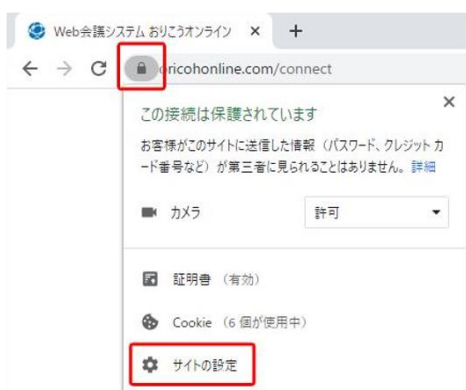 Web会議システム おりこうオンライン
oricohonline.com/connect
この接続は保護されています
お客様がこのサイトに送信した情報（パスワード、クレジット カ
ード番号など）が第三者に見られることはありません。詳細
カメラ 許可
証明書 （有効）
Cookie （6 個が使用中）
サイトの設定